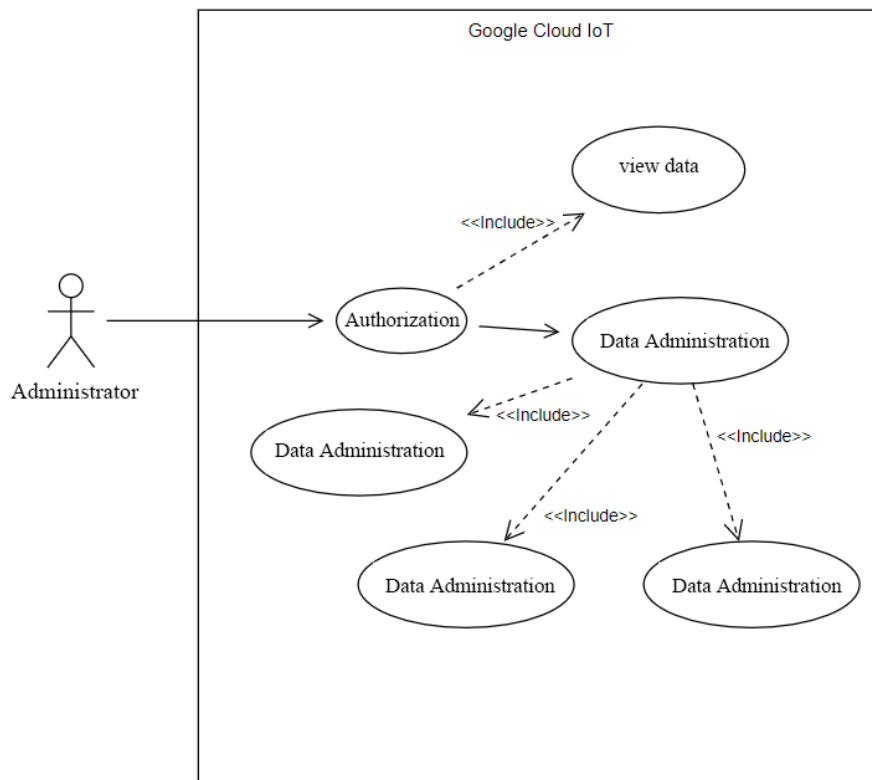 Google Cloud IoT
view data
<<Include>>
Authorization
Data Administration
Administrator
<<Include>>
<<Include>>
Data Administration
<<Include>>
Data Administration
Data Administration